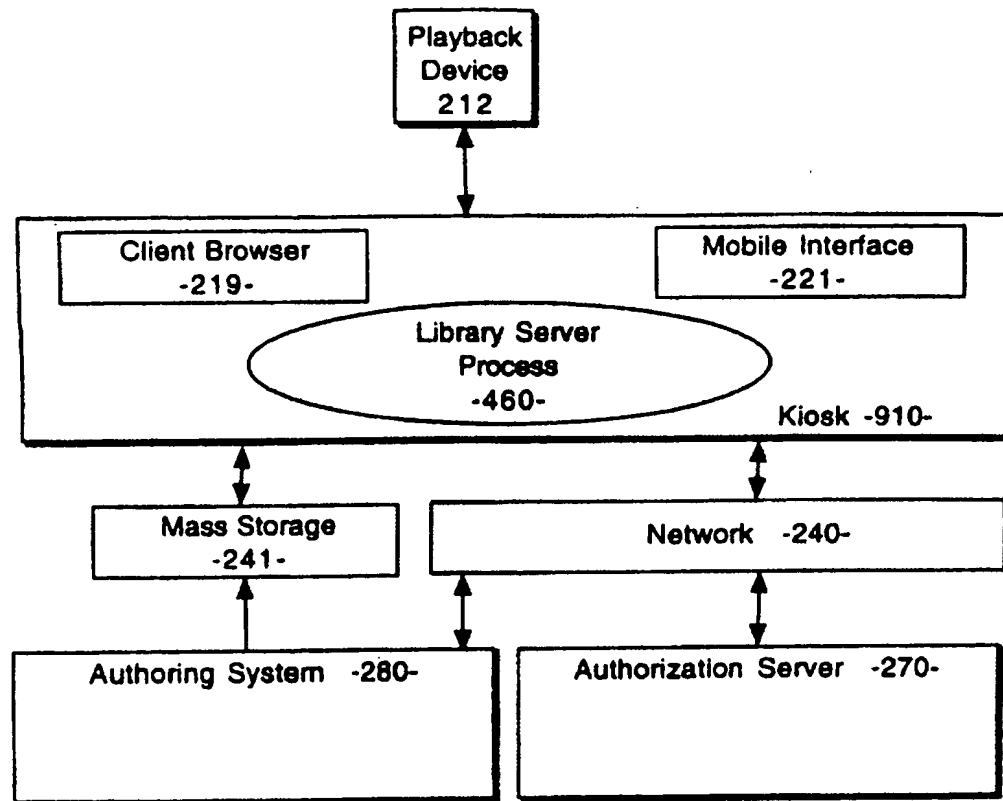 Playback
Device
212
Client Browser
-219-
Mobile Interface
-221-
Library Server
Process
-460-
Kiosk -910-
Mass Storage
-241-
Network -240-
Authoring System -280-
Authorization Server -270-